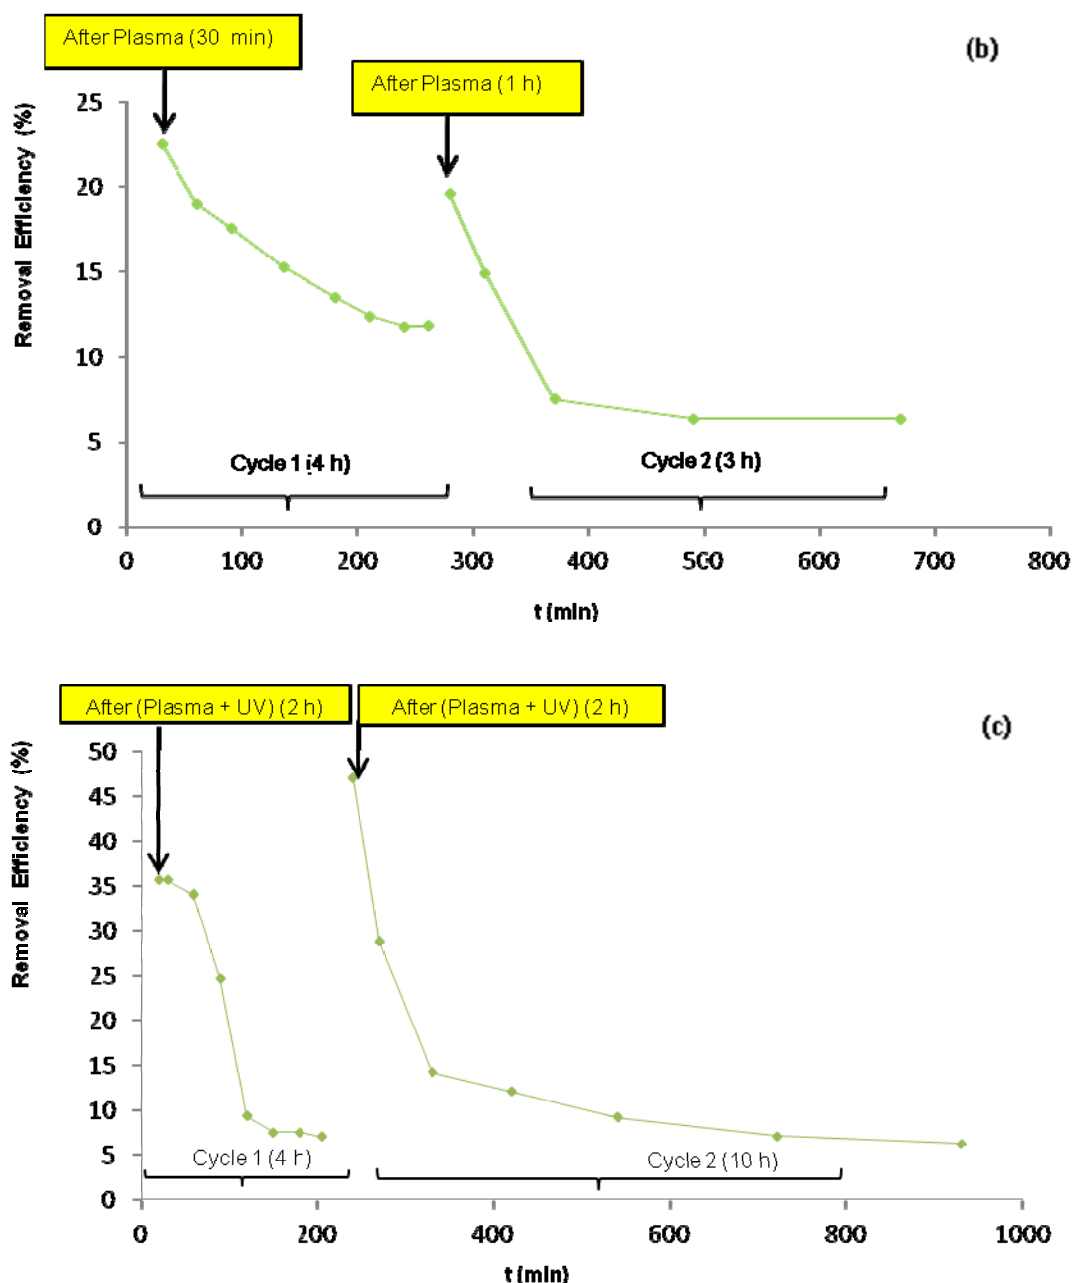 After Plasma (30 min)
(b)
After Plasma (1 h)
Removal Efficiency (%)
25
20
15
10
5
0
Cycle 1 (4 h)
Cycle 2 (3 h)
0 100 200 300 400 500 600 700 800
t (min)
After (Plasma + UV) (2 h)
After (Plasma + UV) (2 h)
(c)
Removal Efficiency (%)
50
45
40
35
30
25
20
15
10
5
0
Cycle 1 (4 h)
Cycle 2 (10 h)
0 200 400 600 800 1000
t (min)